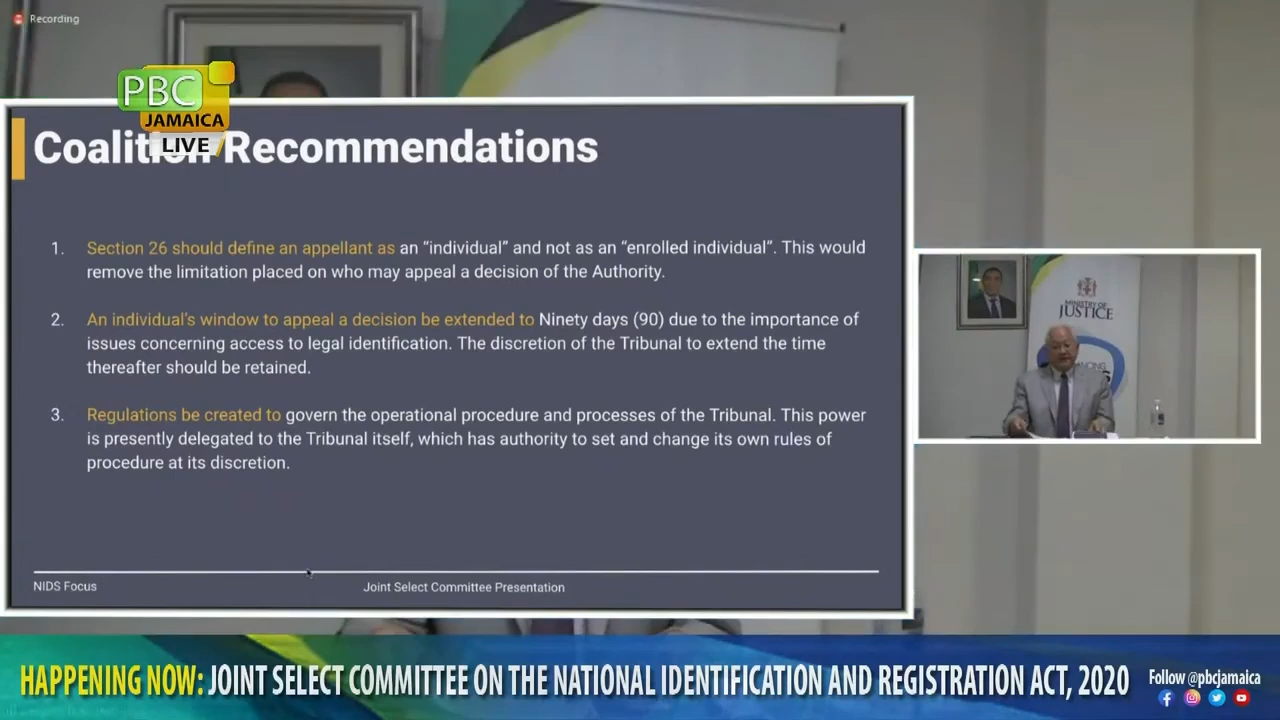 Recording
PBC
JAMAICA
LIVE
Coalition Recommendations
1. Section 26 should define an appellant as an “individual” and not as an “enrolled individual”. This would
remove the limitation placed on who may appeal a decision of the Authority.
2. An individual’s window to appeal a decision be extended to Ninety days (90) due to the importance of
issues concerning access to legal identification. The discretion of the Tribunal to extend the time
thereafter should be retained.
3. Regulations be created to govern the operational procedure and processes of the Tribunal. This power
is presently delegated to the Tribunal itself, which has authority to set and change its own rules of
procedure at its discretion.
NIDS Focus
Joint Select Committee Presentation
MINISTRY OF
JUSTICE
HAPPENING NOW: JOINT SELECT COMMITTEE ON THE NATIONAL IDENTIFICATION AND REGISTRATION ACT, 2020
Follow @pbcjamaica